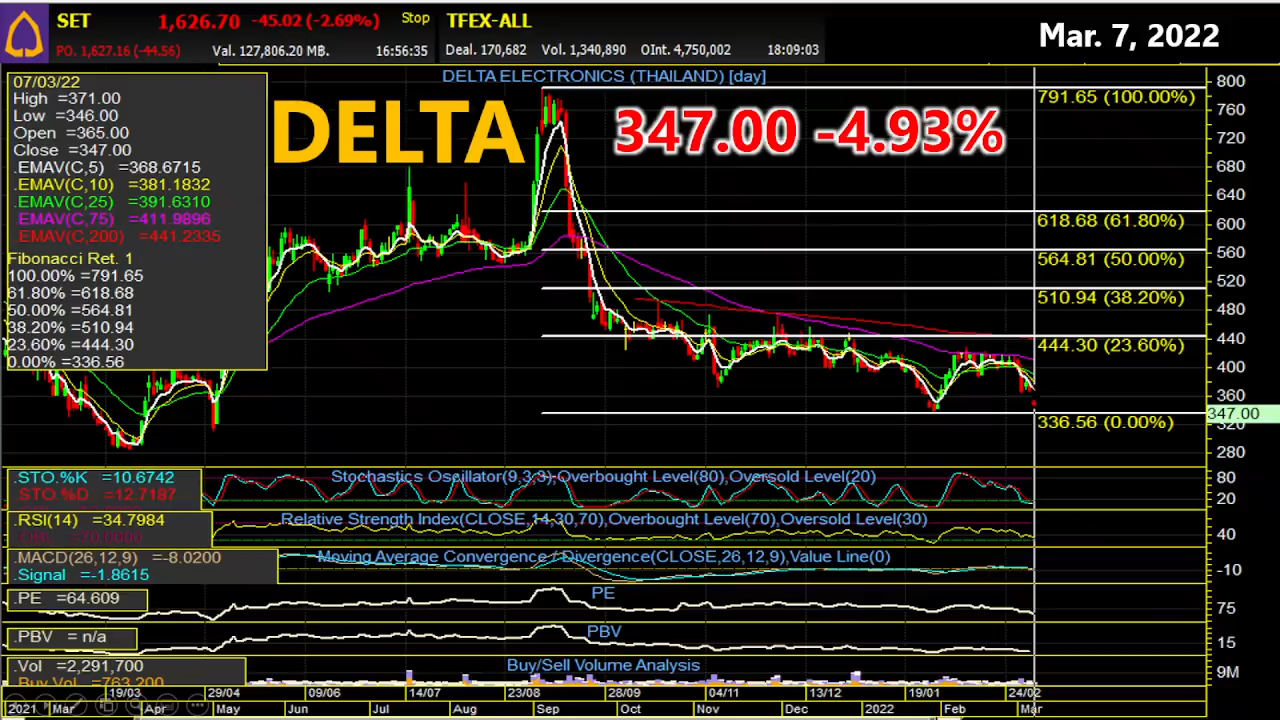 SET 1,626.70 -45.02 (-2.69%) Stop TFEX-ALL
PO. 1,627.16 (-44.56) Val. 127,806.20 MB. 16:56:35 Deal. 170,682 Vol. 1,340,890 OInt. 4,750,002 18:09:03
Mar. 7, 2022
DELTA ELECTRONICS (THAILAND) [day]
DELTA
347.00 -4.93%
07/03/22
High =371.00
Low =346.00
Open =365.00
Close =347.00
.EMAV(C,5) =368.6715
.EMAV(C,10) =381.1832
.EMAV(C,25) =391.6310
.EMAV(C,75) =411.9896
.EMAV(C,200) =441.2335
Fibonacci Ret. 1
100.00% =791.65
61.80% =618.68
50.00% =564.81
38.20% =510.94
23.60% =444.30
0.00% =336.56
791.65 (100.00%)
618.68 (61.80%)
564.81 (50.00%)
510.94 (38.20%)
444.30 (23.60%)
336.56 (0.00%)
800
760
720
680
640
600
560
520
480
440
400
360
347.00
320
280
.STO.%K =10.6742
.STO.%D =12.7187
Stochastics Oscillator(9,3,3),Overbought Level(80),Oversold Level(20)
80
20
.RSI(14) =34.7984
.OBL =70.0000
Relative Strength Index(CLOSE,14,30,70),Overbought Level(70),Oversold Level(30)
40
.MACD(26,12,9) =-8.0200
.Signal =-1.8615
Moving Average Convergence / Divergence(CLOSE,26,12,9),Value Line(0)
-10
.PE =64.609
PE
75
.PBV = n/a
PBV
15
.Vol =2,291,700
.Buy Vol =763,200
Buy/Sell Volume Analysis
9M
19/03 29/04 09/06 14/07 23/08 28/09 04/11 13/12 19/01 24/02
2021 Mar Apr May Jun Jul Aug Sep Oct Nov Dec 2022 Feb Mar